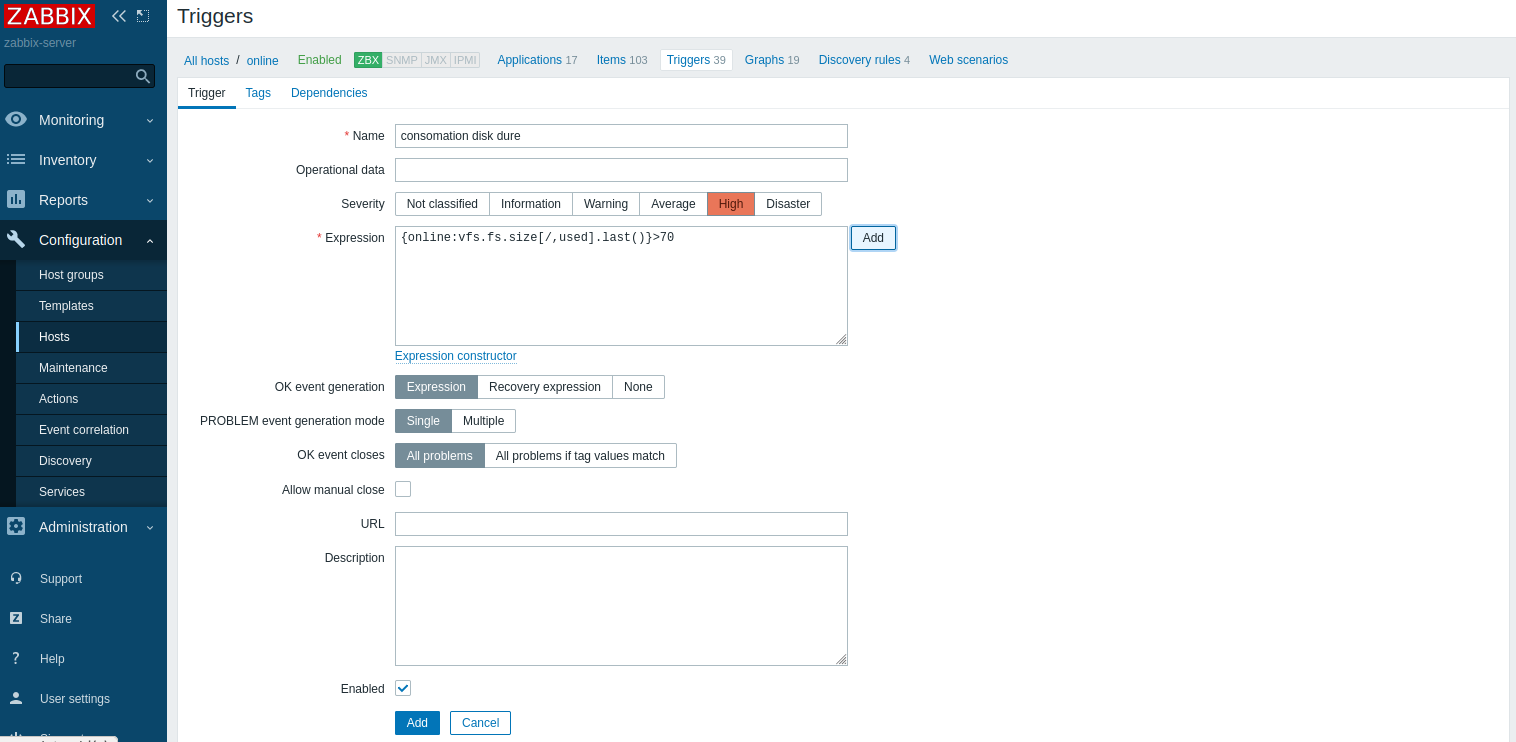 ZABBIX
zabbix-server
Monitoring
Inventory
Reports
Configuration
Host groups
Templates
Hosts
Maintenance
Actions
Event correlation
Discovery
Services
Administration
Support
Z Share
? Help
User settings
Triggers
All hosts / online Enabled ZBX SNMP JMX IPMI Applications 17 Items 103 Triggers 39 Graphs 19 Discovery rules 4 Web scenarios
Trigger Tags Dependencies
* Name consomation disk dure
Operational data
Severity Not classified Information Warning Average High Disaster
* Expression {online:vfs.fs.size[/,used].last()}>70 Add
Expression constructor
OK event generation Expression Recovery expression None
PROBLEM event generation mode Single Multiple
OK event closes All problems All problems if tag values match
Allow manual close
URL
Description
Enabled
Add Cancel